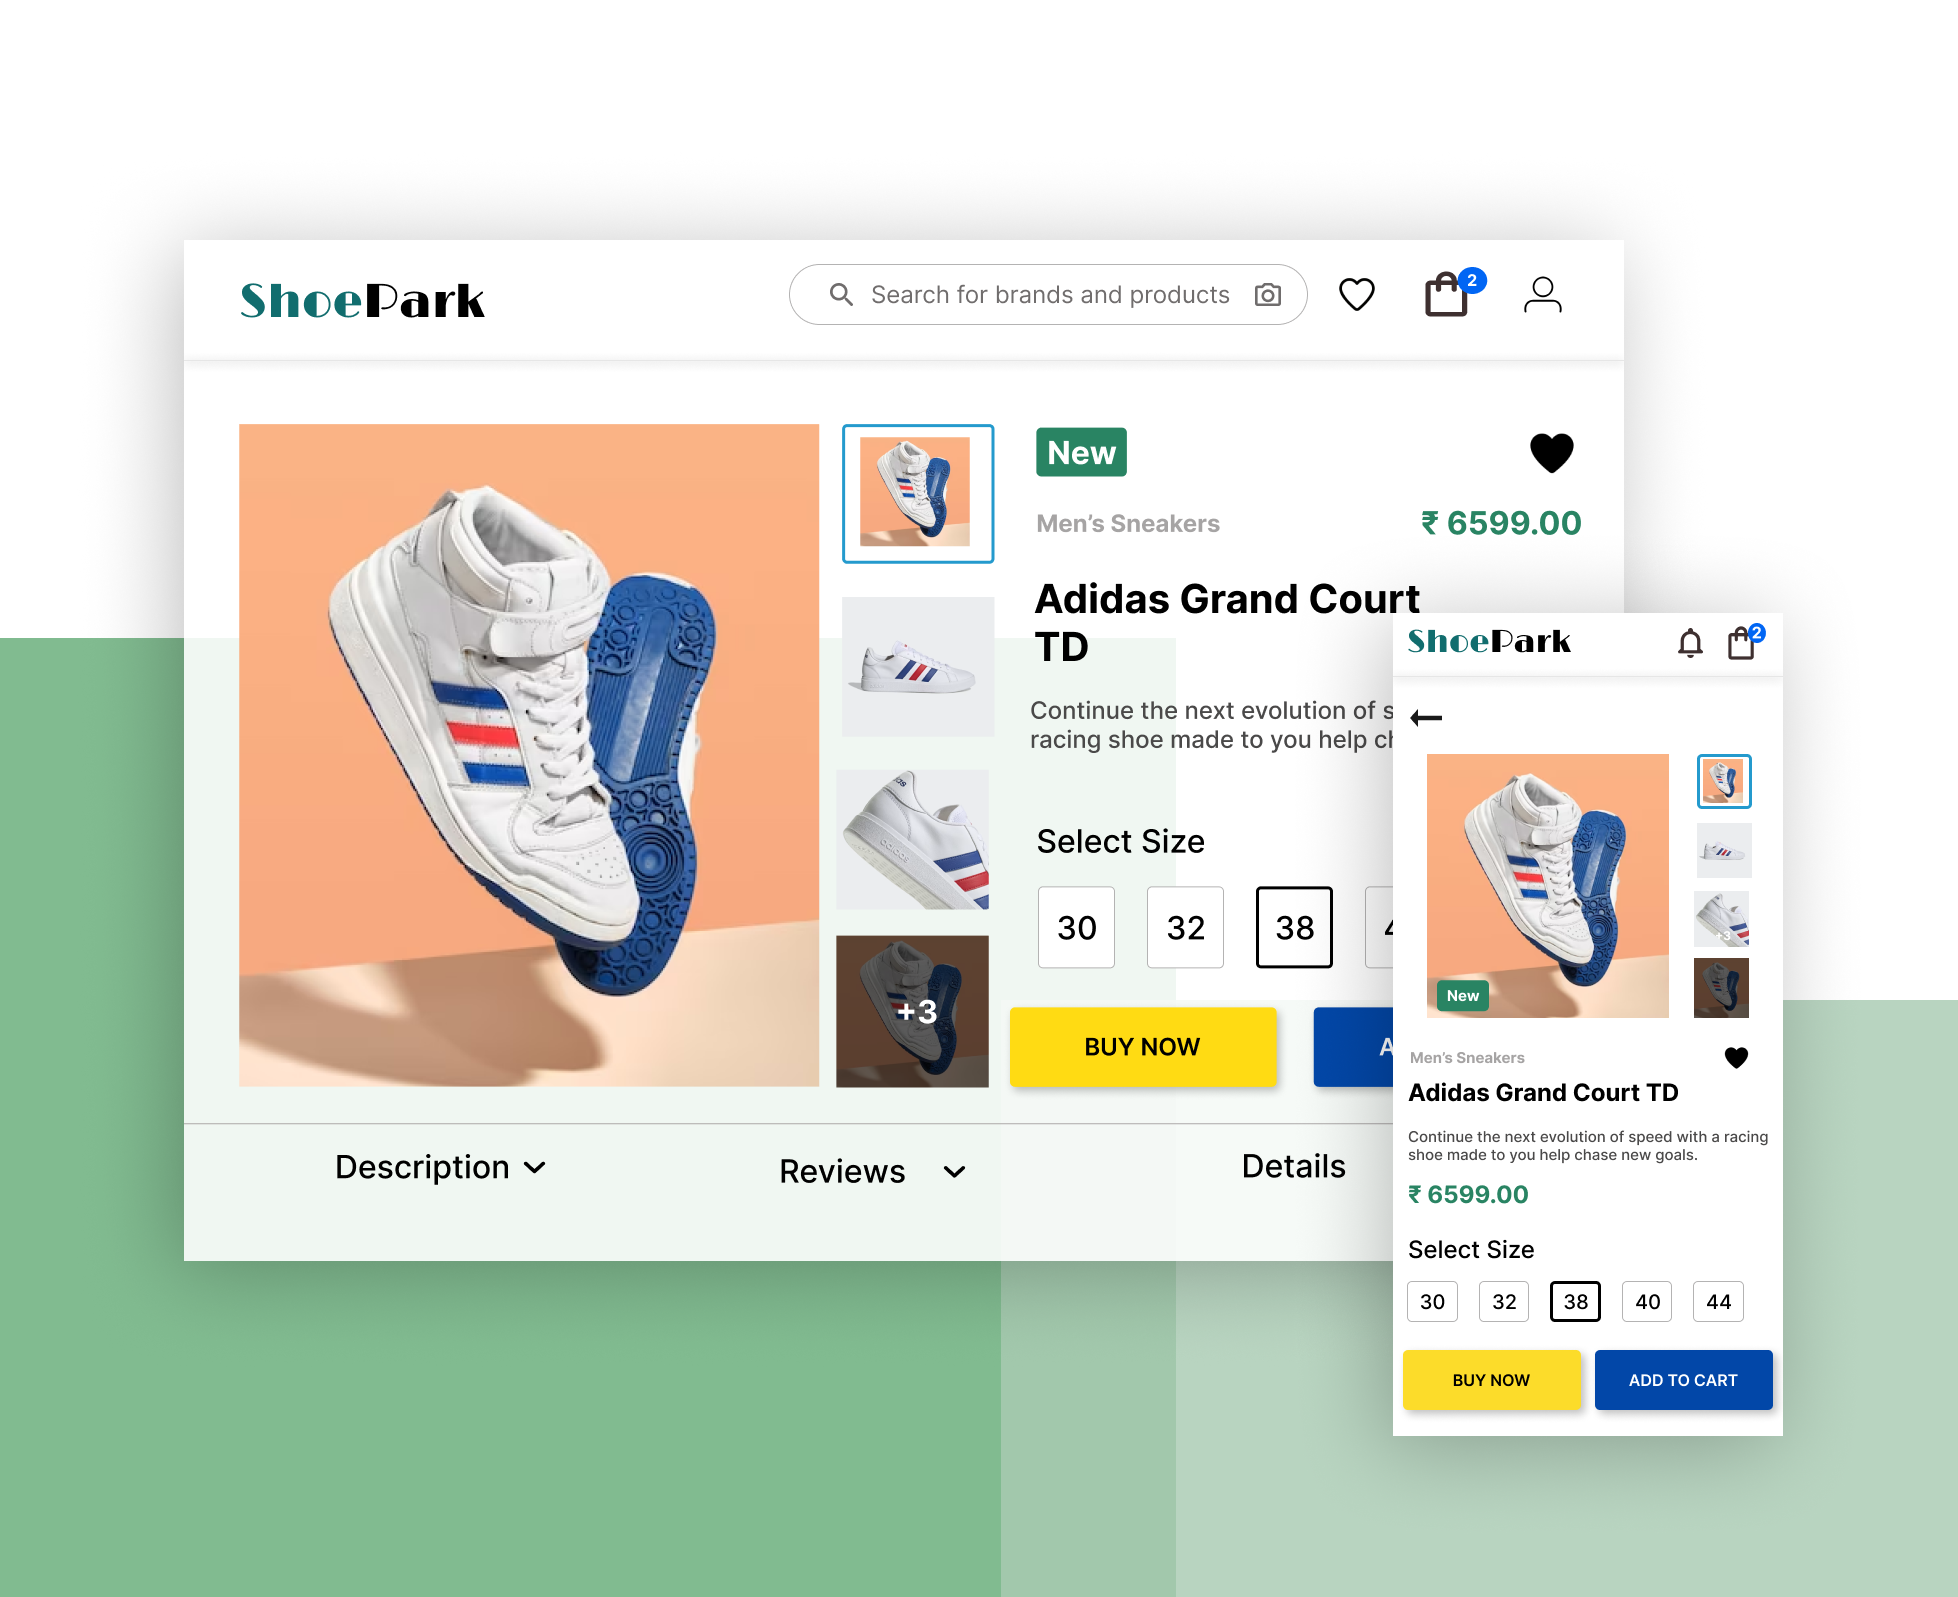 ShoePark
Search for brands and products
2
New
Men's Sneakers
₹ 6599.00
Adidas Grand Court
TD
Continue the next evolution of s
racing shoe made to you help ch
Select Size
30 32 38
+3
BUY NOW
A
Description
Reviews
Details
ShoePark
2
New
Men's Sneakers
Adidas Grand Court TD
Continue the next evolution of speed with a racing
shoe made to you help chase new goals.
₹ 6599.00
Select Size
30 32 38 40 44
BUY NOW
ADD TO CART
+3
adidas